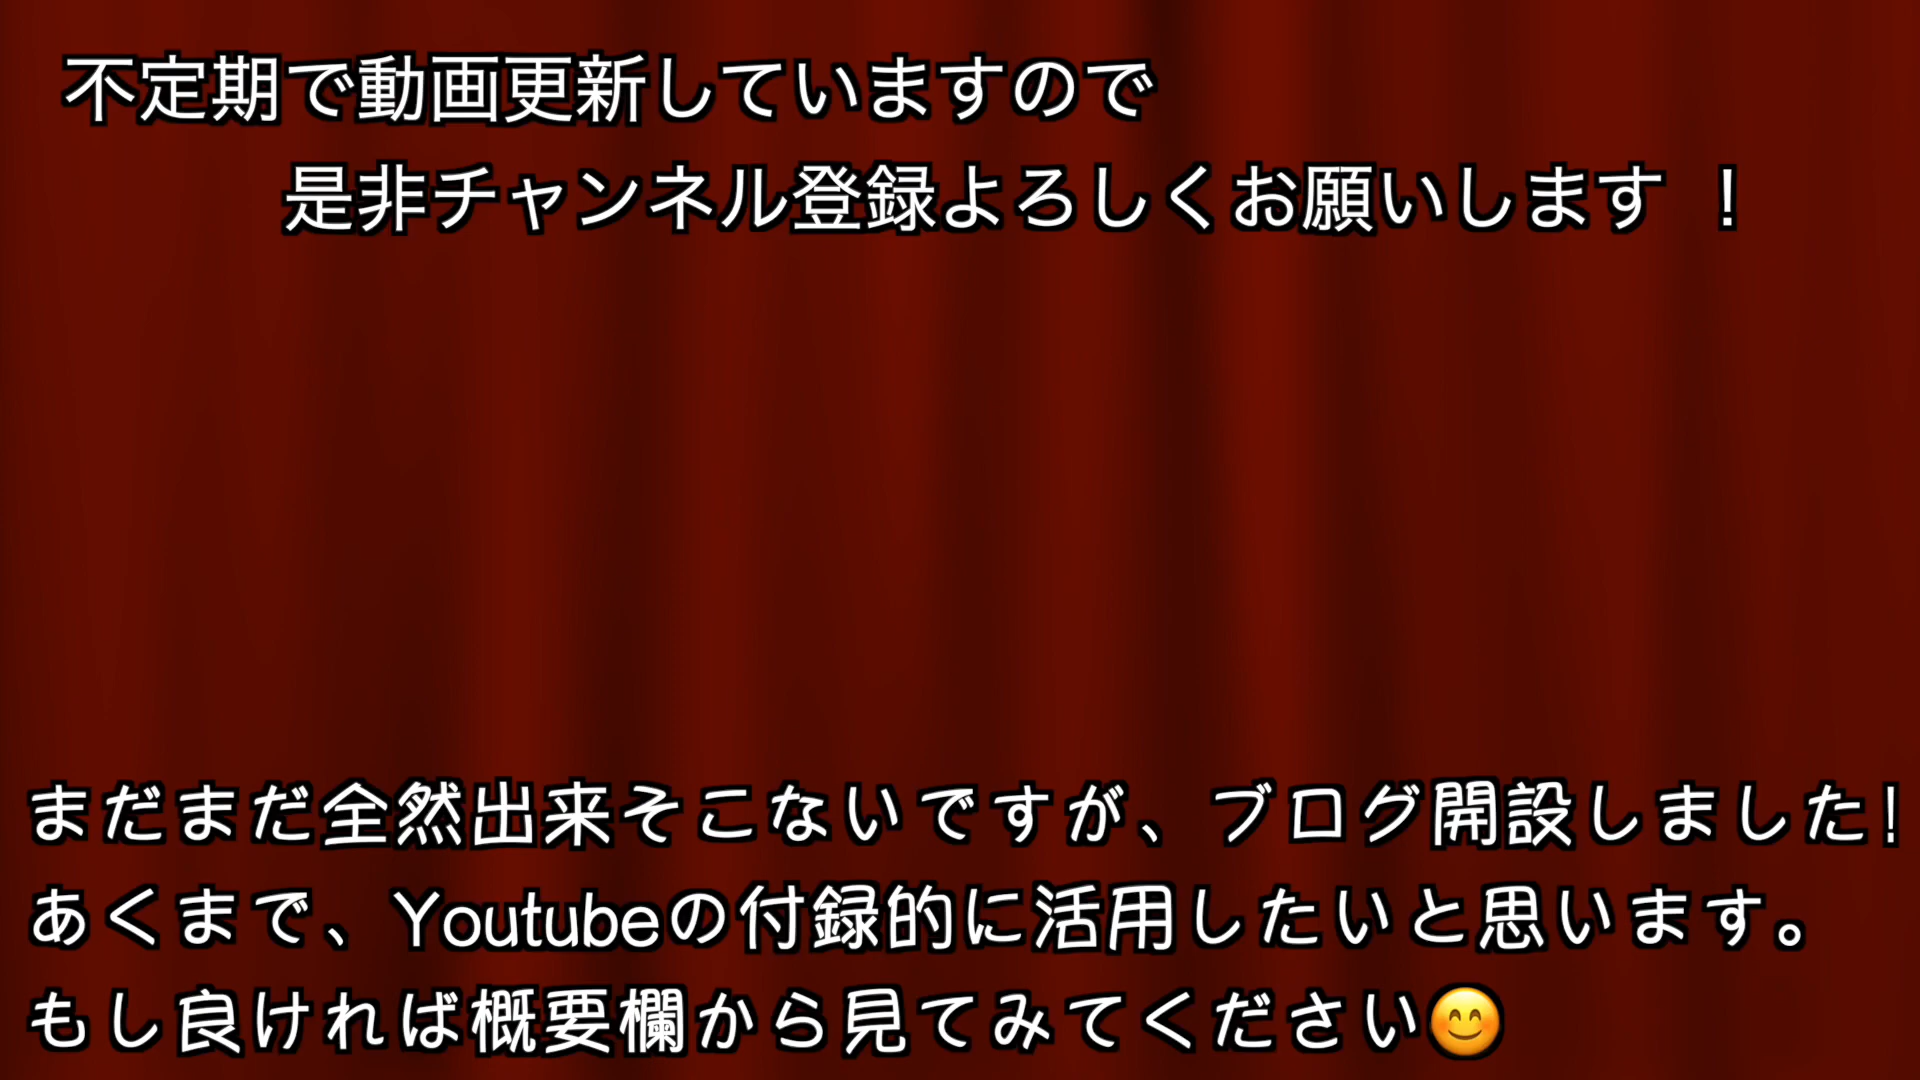 不定期で動画更新していますので
是非チャンネル登録よろしくお願いします ！
まだまだ全然出来そこないですが、ブログ開設しました!
あくまで、Youtubeの付録的に活用したいと思います。
もし良ければ概要欄から見てみてください😊